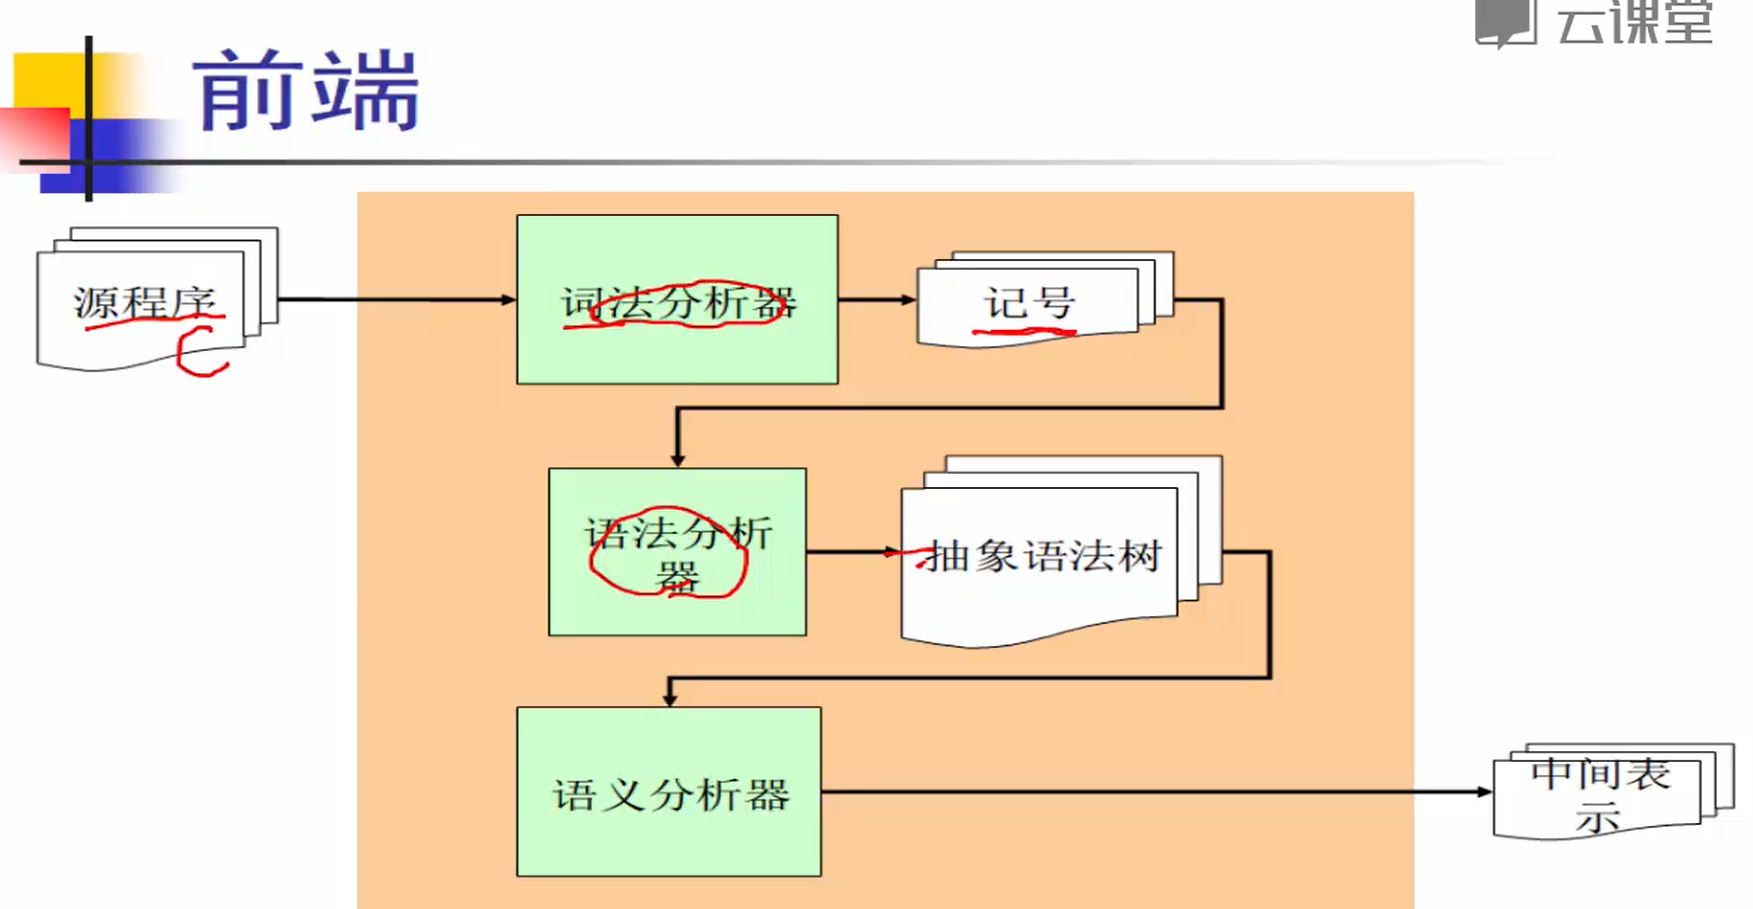 云课堂
前端
源程序
C
词法分析器
记号
语法分析
器
抽象语法树
语义分析器
中间表
示